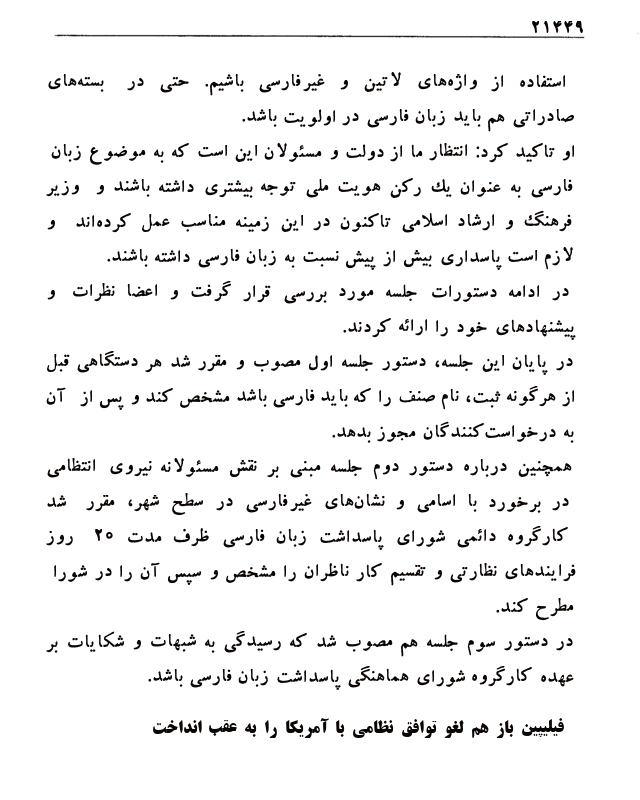 ۲۱۴۴۹
استفاده از واژه‌های لاتین و غیرفارسی باشیم. حتی در بسته‌های
صادراتی هم باید زبان فارسی در اولویت باشد.
او تاکید کرد: انتظار ما از دولت و مسئولان این است که به موضوع زبان
فارسی به عنوان یك رکن هویت ملی توجه بیشتری داشته باشند و وزیر
فرهنگ و ارشاد اسلامی تاکنون در این زمینه مناسب عمل کرده‌اند و
لازم است پاسداری بیش از پیش نسبت به زبان فارسی داشته باشند.
در ادامه دستورات جلسه مورد بررسی قرار گرفت و اعضا نظرات و
پیشنهادهای خود را ارائه کردند.
در پایان این جلسه، دستور جلسه اول مصوب و مقرر شد هر دستگاهی قبل
از هرگونه ثبت، نام صنف را که باید فارسی باشد مشخص کند و پس از آن
به درخواست‌کنندگان مجوز بدهد.
همچنین درباره دستور دوم جلسه مبنی بر نقش مسئولانه نیروی انتظامی
در برخورد با اسامی و نشان‌های غیرفارسی در سطح شهر، مقرر شد
کارگروه دائمی شورای پاسداشت زبان فارسی ظرف مدت ۲۵ روز
فرایندهای نظارتی و تقسیم کار ناظران را مشخص و سپس آن را در شورا
مطرح کند.
در دستور سوم جلسه هم مصوب شد که رسیدگی به شبهات و شکایات بر
عهده کارگروه شورای هماهنگی پاسداشت زبان فارسی باشد.
فیلیپین باز هم لغو توافق نظامی با آمریکا را به عقب انداخت